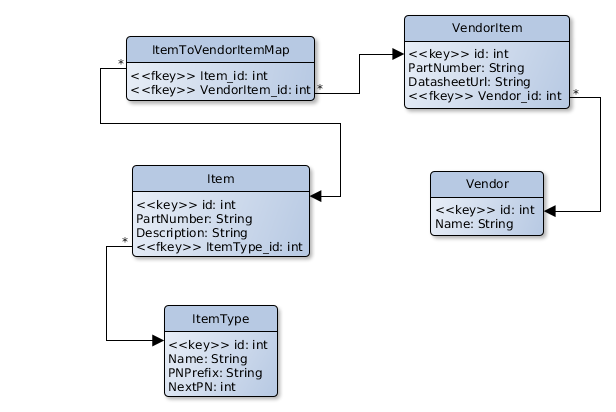 ItemToVendorItemMap
<<fkey>> Item_id: int
<<fkey>> VendorItem_id: int
*
*
VendorItem
<<key>> id: int
PartNumber: String
DatasheetUrl: String
<<fkey>> Vendor_id: int
*
Item
<<key>> id: int
PartNumber: String
Description: String
<<fkey>> ItemType_id: int
*
Vendor
<<key>> id: int
Name: String
ItemType
<<key>> id: int
Name: String
PNPrefix: String
NextPN: int